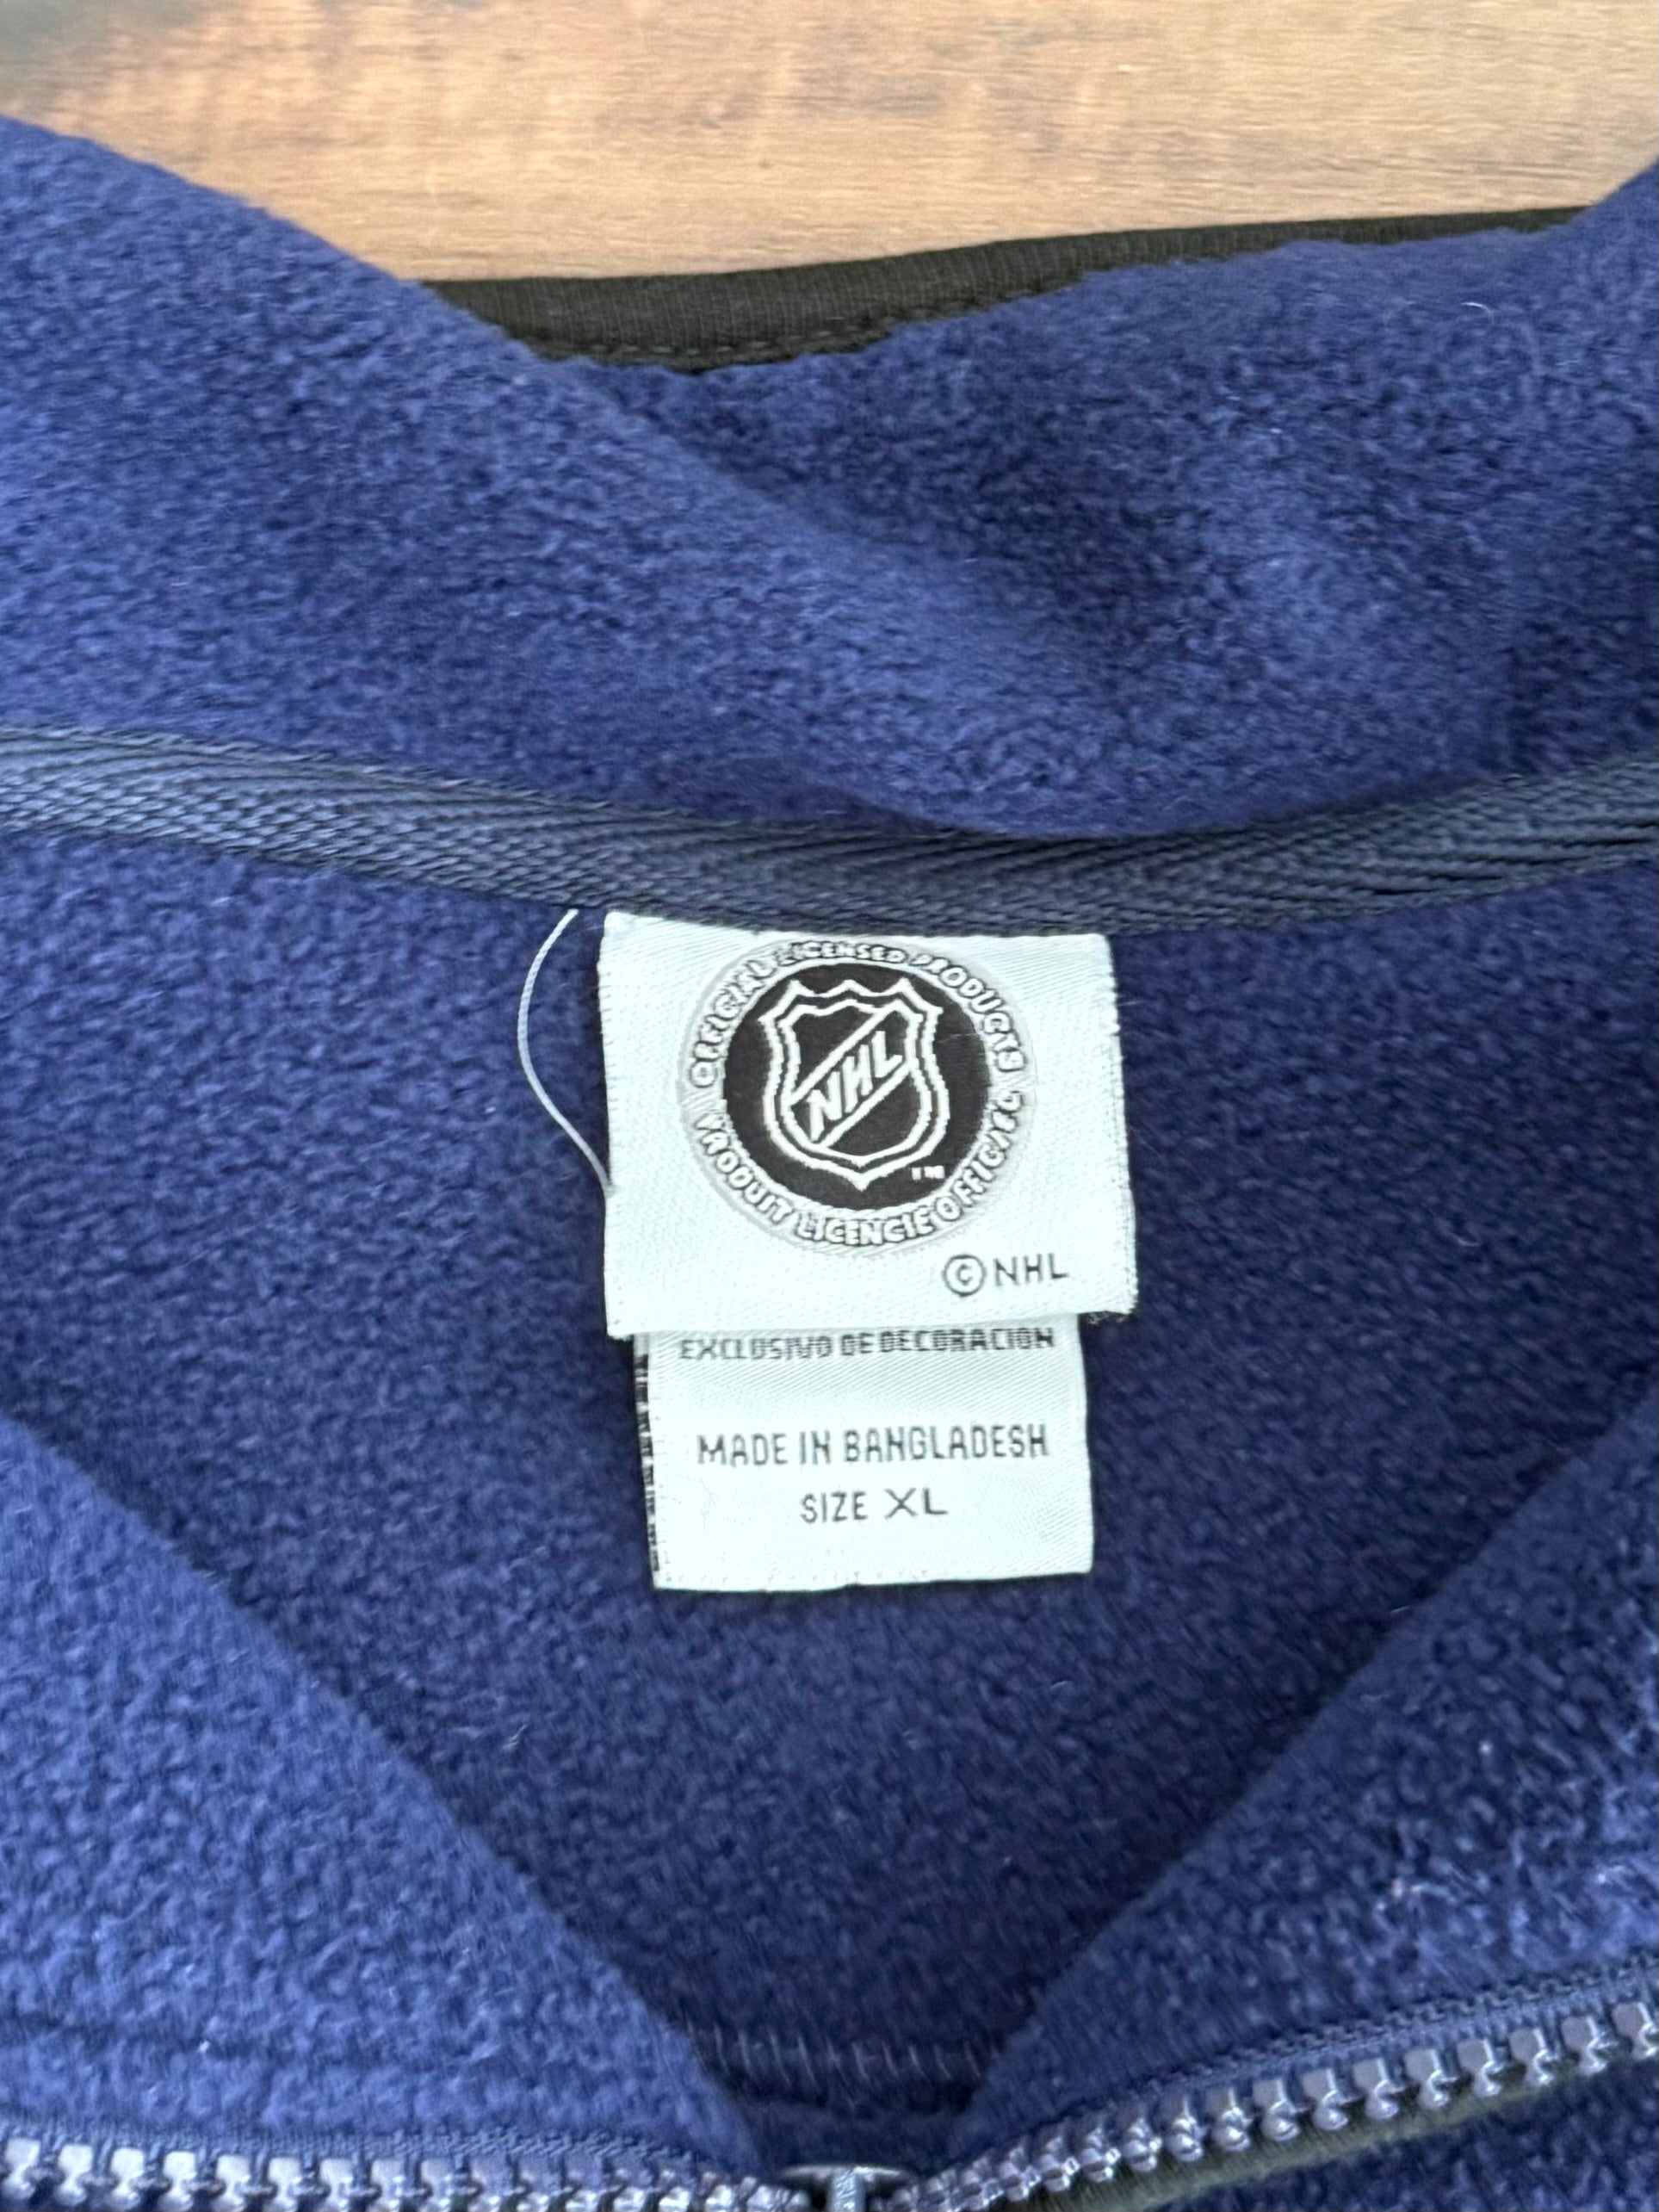 OFFICIAL LICENSED PRODUCTS
NHL
TM
PRODUIT LICENCIE OFFICIEL
©NHL
EXCLUSIVO DE DECORACION
MADE IN BANGLADESH
SIZE XL